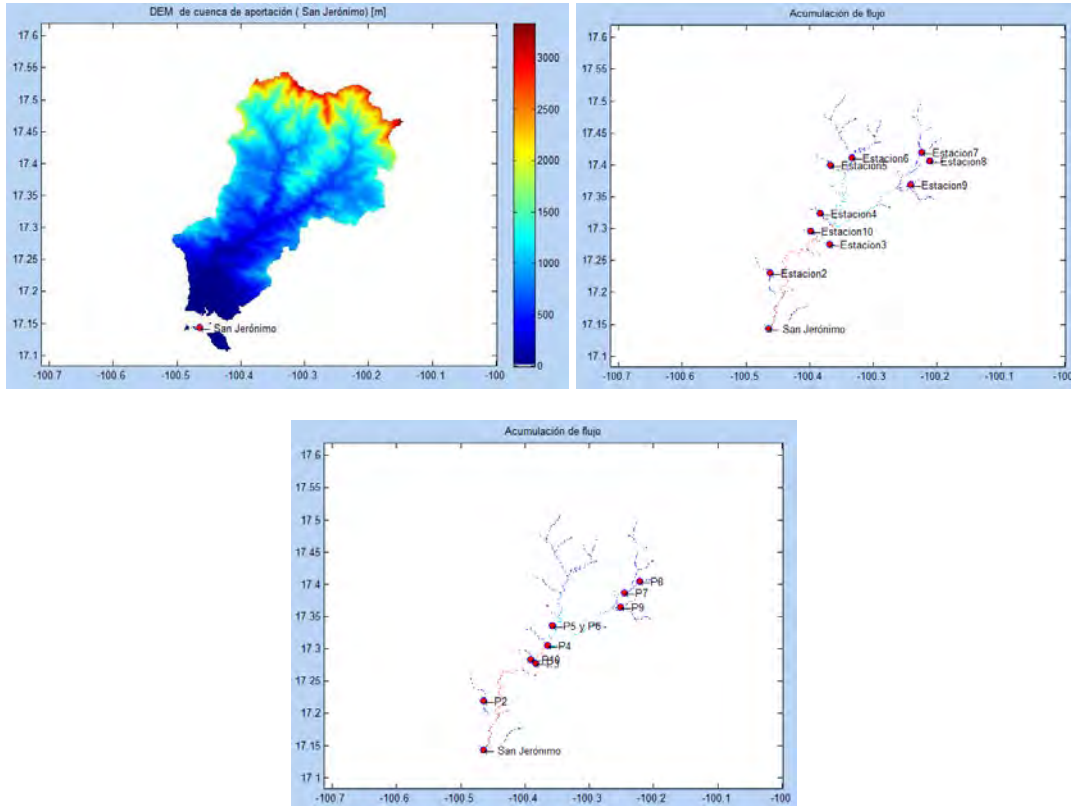 DEM de cuenca de aportación ( San Jerónimo) [m]
17.6
17.55
17.5
17.45
17.4
17.35
17.3
17.25
17.2
17.15
17.1
San Jerónimo
-100.7
-100.6
-100.5
-100.4
-100.3
-100.2
-100.1
-100
3000
2500
2000
1500
1000
500
Acumulación de flujo
17.6
17.55
17.5
17.45
17.4
17.35
17.3
17.25
17.2
17.15
17.1
Estacion7
Estacion6
Estacion8
Estacion5
Estacion9
Estacion4
Estacion10
Estacion3
Estacion2
San Jerónimo
-100.7
-100.6
-100.5
-100.4
-100.3
-100.2
-100.1
-100
Acumulación de flujo
17.6
17.55
17.5
17.45
17.4
17.35
17.3
17.25
17.2
17.15
17.1
P8
P7
P9
P5 y P6
P4
P10
P3
P2
San Jerónimo
-100.7
-100.6
-100.5
-100.4
-100.3
-100.2
-100.1
-100